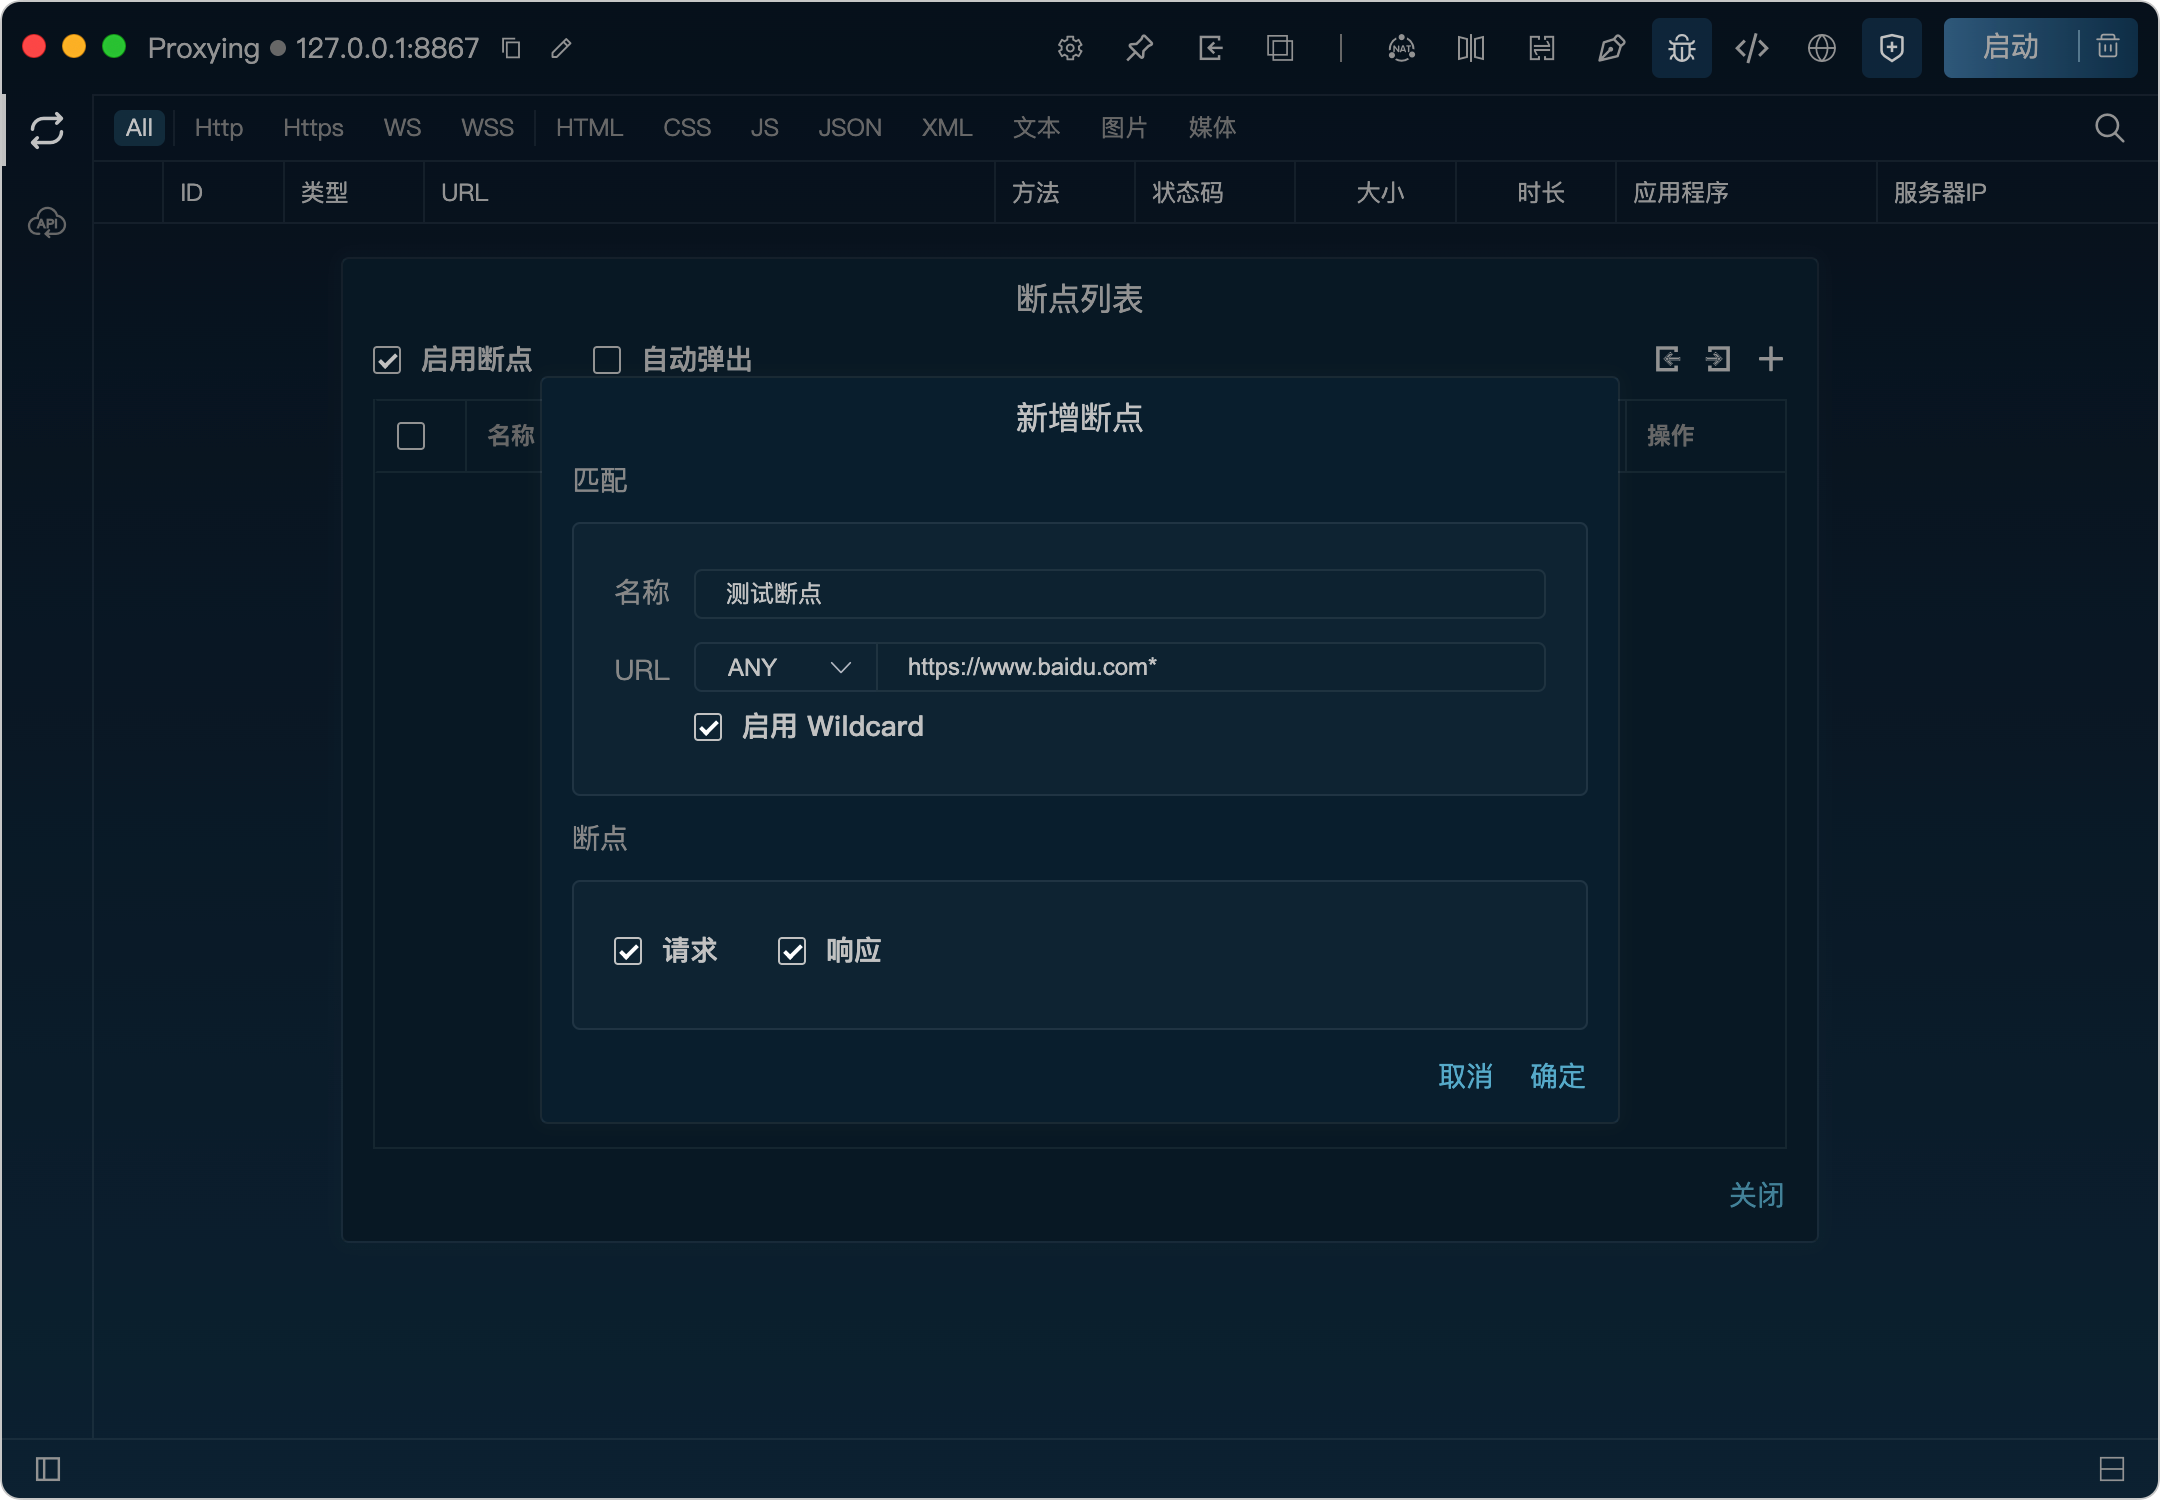 Proxying 127.0.0.1:8867
NAT
启动
All Http Https WS WSS HTML CSS JS JSON XML 文本 图片 媒体
ID 类型 URL 方法 状态码 大小 时长 应用程序 服务器IP
API
断点列表
启用断点 自动弹出
名称 操作
新增断点
匹配
名称 测试断点
URL ANY https://www.baidu.com*
启用 Wildcard
断点
请求 响应
取消 确定
关闭